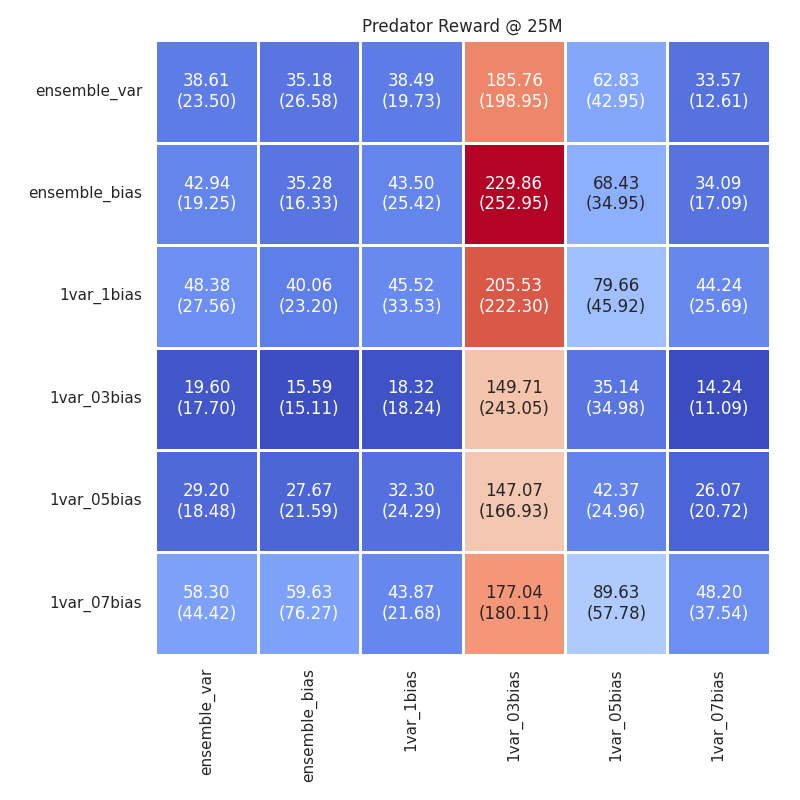 Predator Reward @ 25M
ensemble_var 38.61 35.18 38.49 185.76 62.83 33.57
(23.50) (26.58) (19.73) (198.95) (42.95) (12.61)
ensemble_bias 42.94 35.28 43.50 229.86 68.43 34.09
(19.25) (16.33) (25.42) (252.95) (34.95) (17.09)
1var_1bias 48.38 40.06 45.52 205.53 79.66 44.24
(27.56) (23.20) (33.53) (222.30) (45.92) (25.69)
1var_03bias 19.60 15.59 18.32 149.71 35.14 14.24
(17.70) (15.11) (18.24) (243.05) (34.98) (11.09)
1var_05bias 29.20 27.67 32.30 147.07 42.37 26.07
(18.48) (21.59) (24.29) (166.93) (24.96) (20.72)
1var_07bias 58.30 59.63 43.87 177.04 89.63 48.20
(44.42) (76.27) (21.68) (180.11) (57.78) (37.54)
ensemble_var
ensemble_bias
1var_1bias
1var_03bias
1var_05bias
1var_07bias